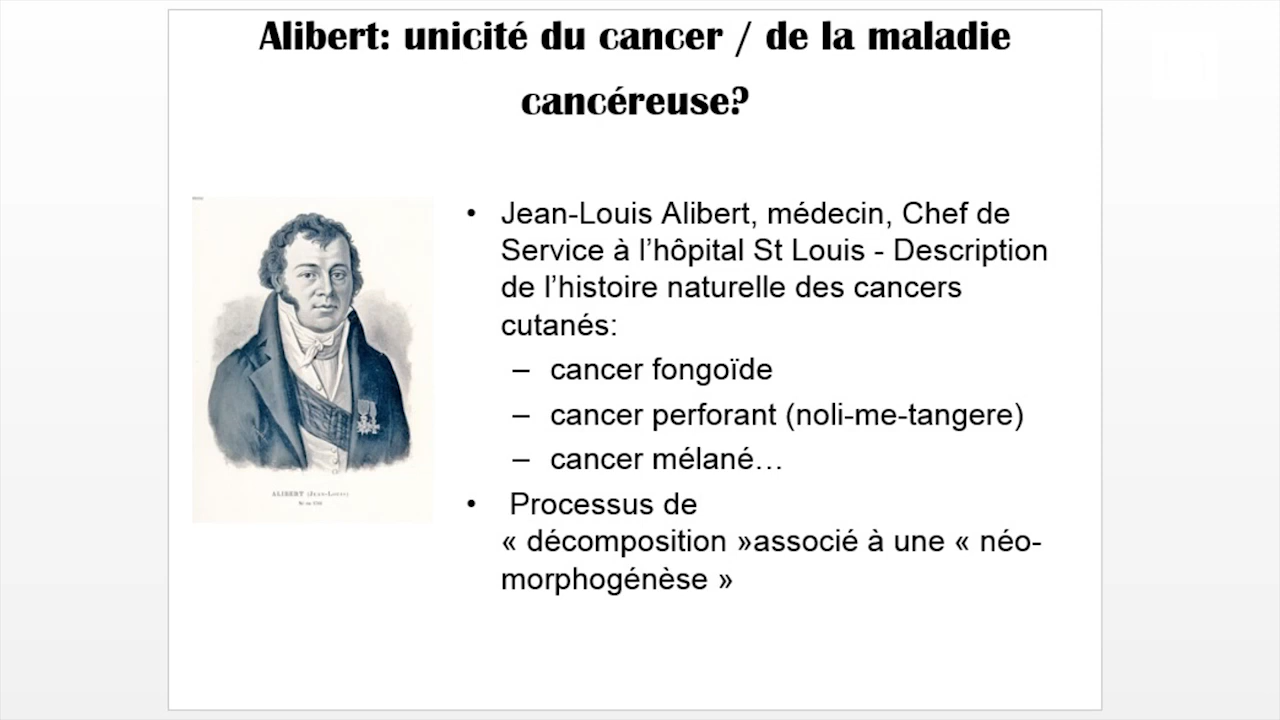 Alibert: unicité du cancer / de la maladie
cancéreuse?
• Jean-Louis Alibert, médecin, Chef de
Service à l’hôpital St Louis - Description
de l’histoire naturelle des cancers
cutanés:
– cancer fongoïde
– cancer perforant (noli-me-tangere)
– cancer mélané…
• Processus de
« décomposition »associé à une « néo-
morphogénèse »
ALIBERT (Jean-Louis)